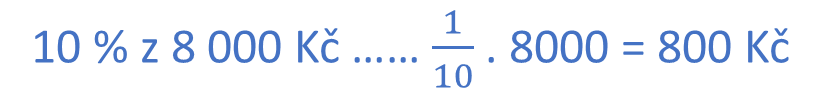 10 % z 8 000 Kč ...... 1/10 . 8000 = 800 Kč